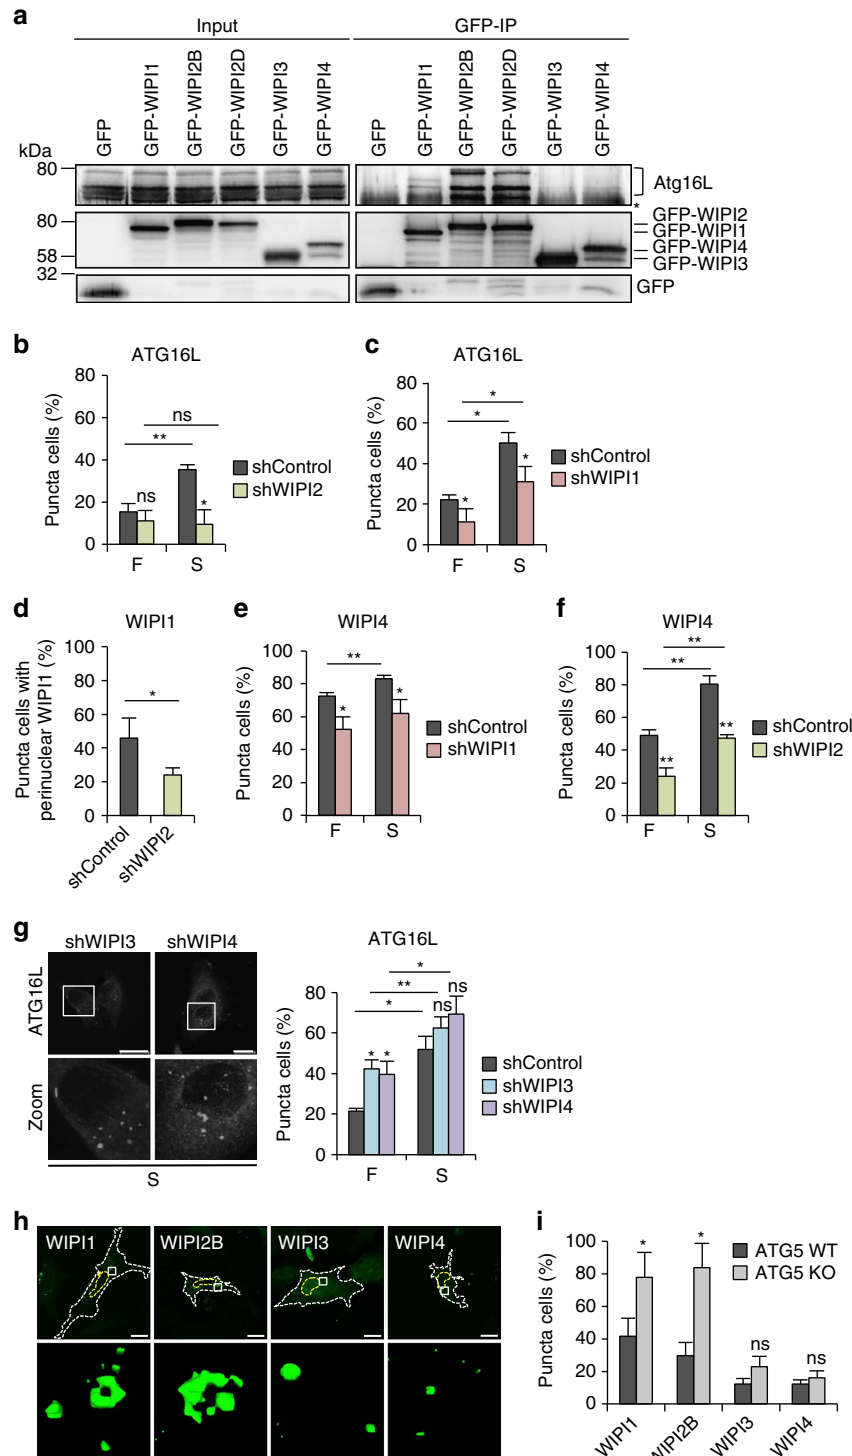 a
Input
GFP-IP
GFP
GFP-WIPI1
GFP-WIPI2B
GFP-WIPI2D
GFP-WIPI3
GFP-WIPI4
GFP
GFP-WIPI1
GFP-WIPI2B
GFP-WIPI2D
GFP-WIPI3
GFP-WIPI4
kDa
80
Atg16L
*
80
GFP-WIPI2
GFP-WIPI1
GFP-WIPI4
58
GFP-WIPI3
32
GFP
b
ATG16L
Puncta cells (%)
80
60
40
20
0
ns
**
ns
*
F
S
shControl
shWIPI2
c
ATG16L
Puncta cells (%)
80
60
40
20
0
*
*
*
*
F
S
shControl
shWIPI1
d
WIPI1
Puncta cells with
perinuclear WIPI1 (%)
100
80
60
40
20
0
*
shControl
shWIPI2
e
WIPI4
Puncta cells (%)
100
80
60
40
20
0
**
*
*
F
S
shControl
shWIPI1
f
WIPI4
Puncta cells (%)
100
80
60
40
20
0
**
**
**
**
F
S
shControl
shWIPI2
g
shWIPI3
shWIPI4
ATG16L
Zoom
S
ATG16L
Puncta cells (%)
80
60
40
20
0
*
**
*
ns
ns
* *
F
S
shControl
shWIPI3
shWIPI4
h
WIPI1
WIPI2B
WIPI3
WIPI4
i
Puncta cells (%)
100
80
60
40
20
0
*
*
ns
ns
ATG5 WT
ATG5 KO
WIPI1
WIPI2B
WIPI3
WIPI4